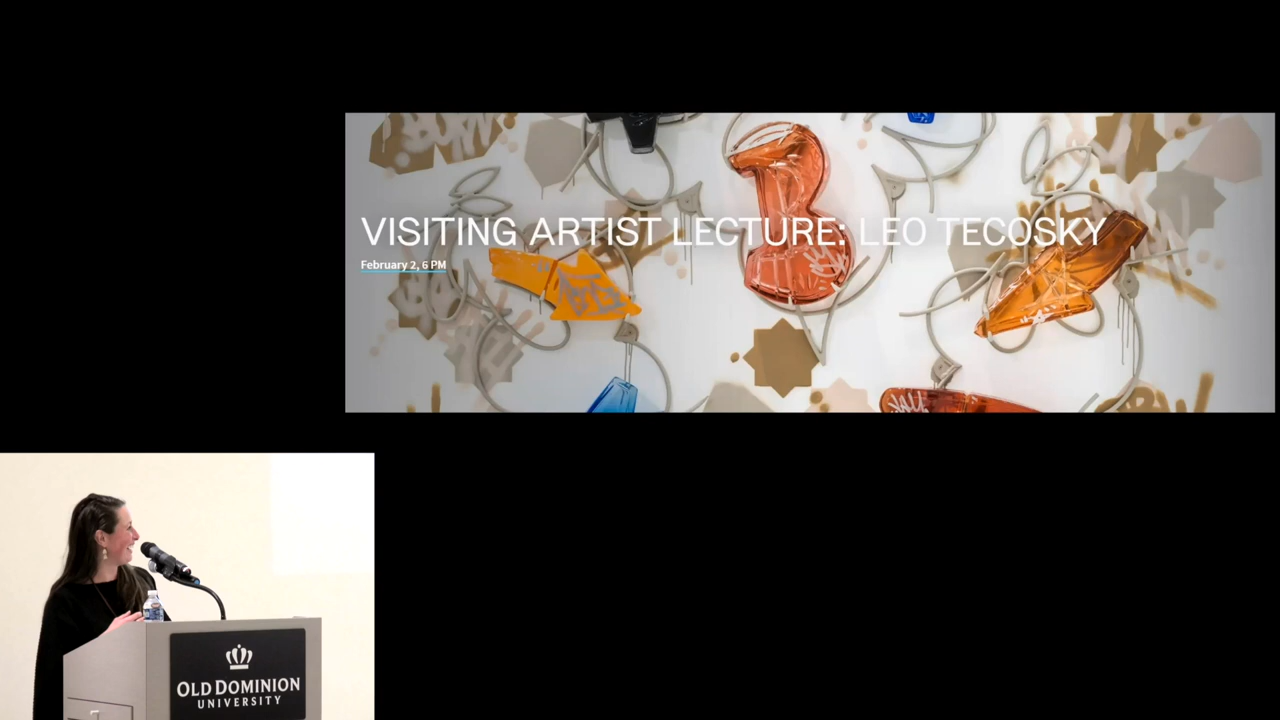 VISITING ARTIST LECTURE: LEO TECOSKY
February 2, 6 PM
OLD DOMINION
UNIVERSITY